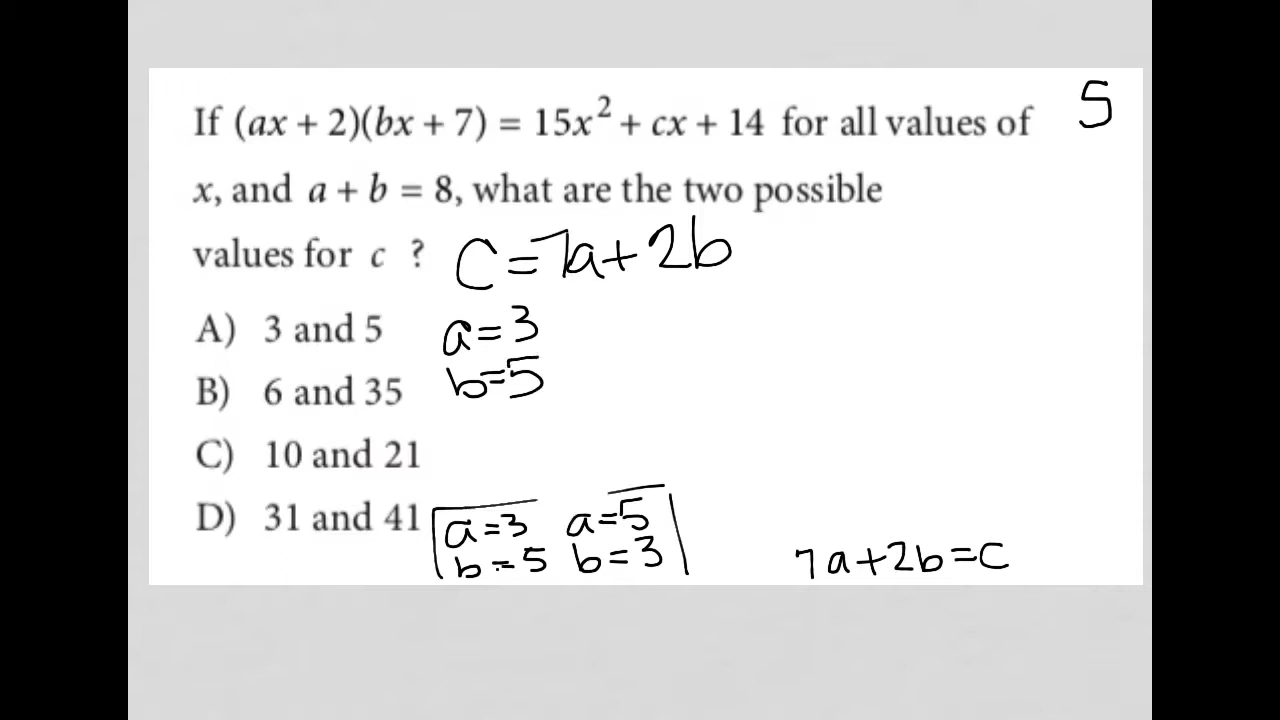 If (ax + 2)(bx + 7) = 15x² + cx + 14 for all values of
5
x, and a + b = 8, what are the two possible
values for c ?
C = 7a + 2b
A) 3 and 5
a = 3
B) 6 and 35
b = 5
C) 10 and 21
D) 31 and 41
a = 3 a = 5
b = 5 b = 3
7a + 2b = C